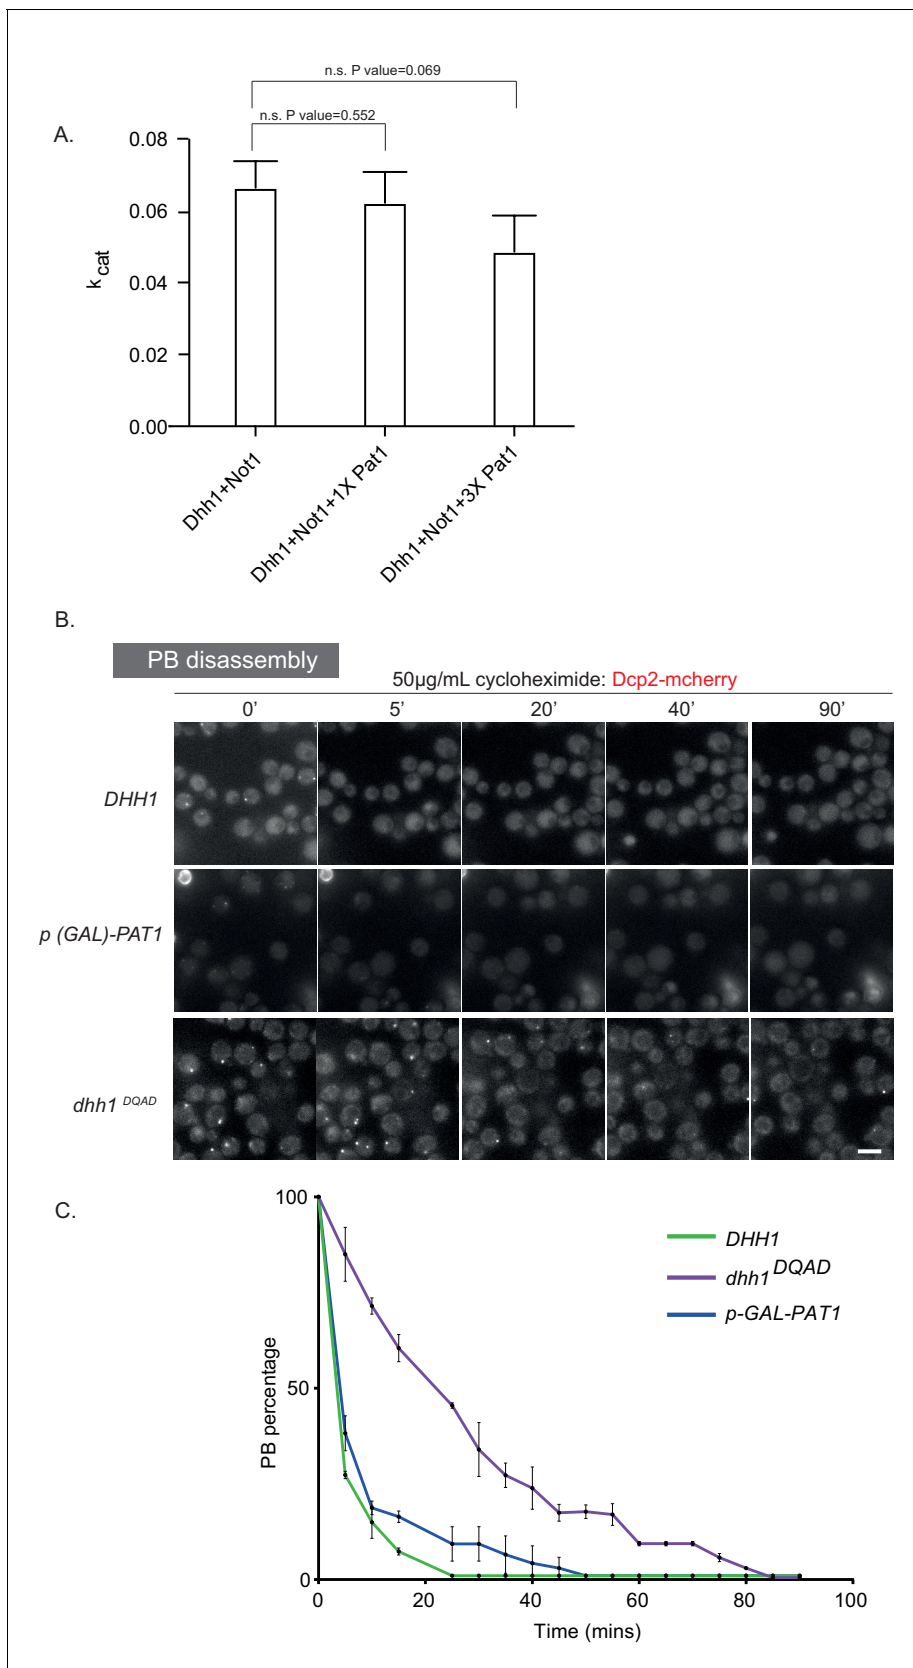 n.s. P value=0.069
n.s. P value=0.552
A.
0.08
0.06
0.04
0.02
0.00
kcat
Dhh1+Not1
Dhh1+Not1+1X Pat1
Dhh1+Not1+3X Pat1
B.
PB disassembly
50µg/mL cycloheximide: Dcp2-mcherry
0' 5' 20' 40' 90'
DHH1
p (GAL)-PAT1
dhh1 DQAD
C.
100
50
0
PB percentage
DHH1
dhh1 DQAD
p-GAL-PAT1
0 20 40 60 80 100
Time (mins)